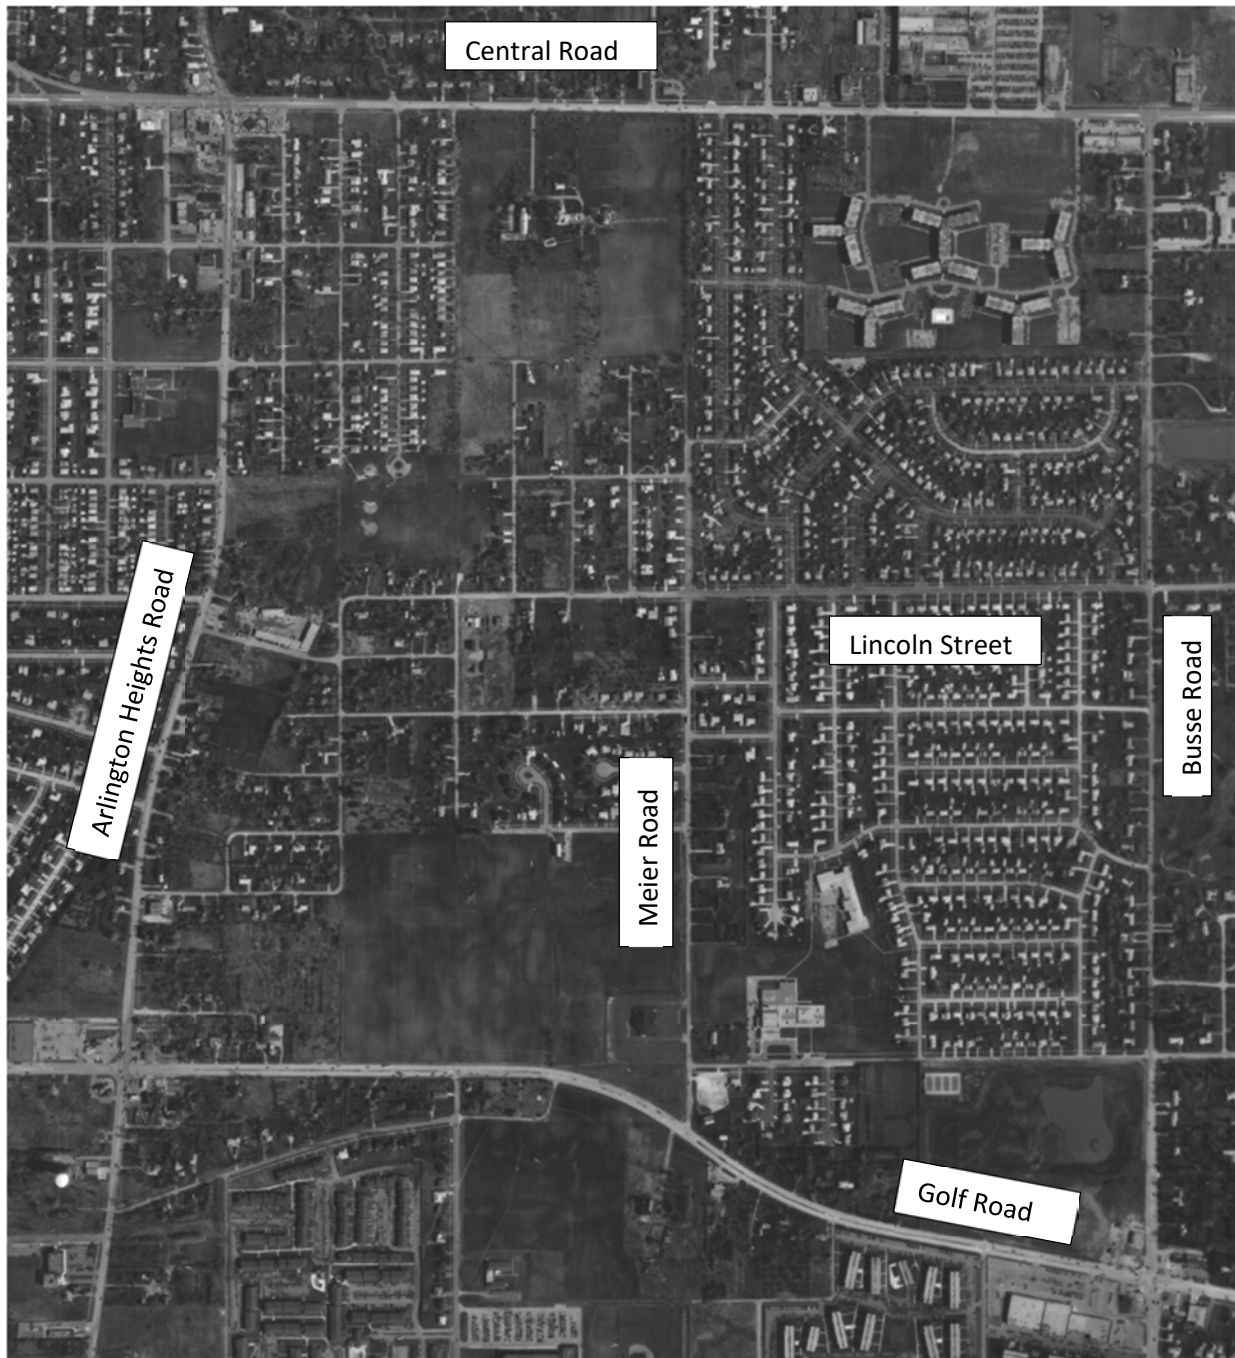 Central Road
Arlington Heights Road
Lincoln Street
Busse Road
Meier Road
Golf Road